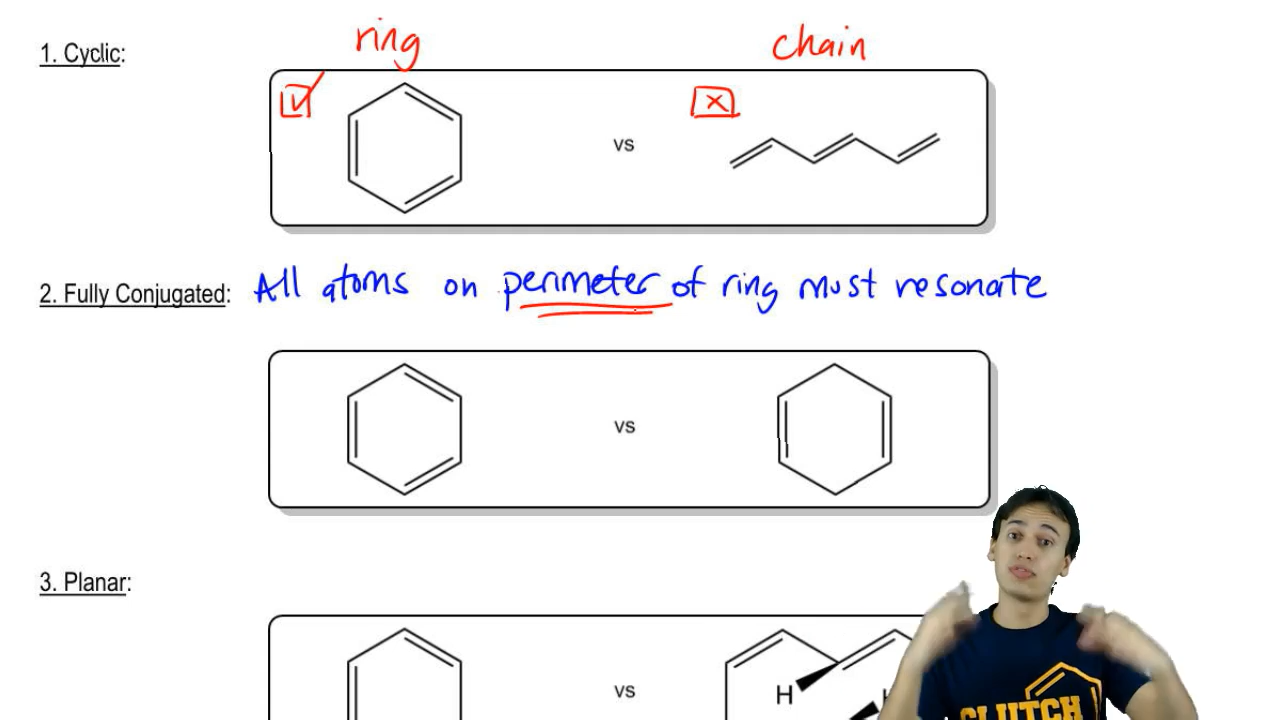 ring
chain
1. Cyclic:
vs
2. Fully Conjugated: All atoms on perimeter of ring must resonate
vs
3. Planar:
vs
H
CLUTCH